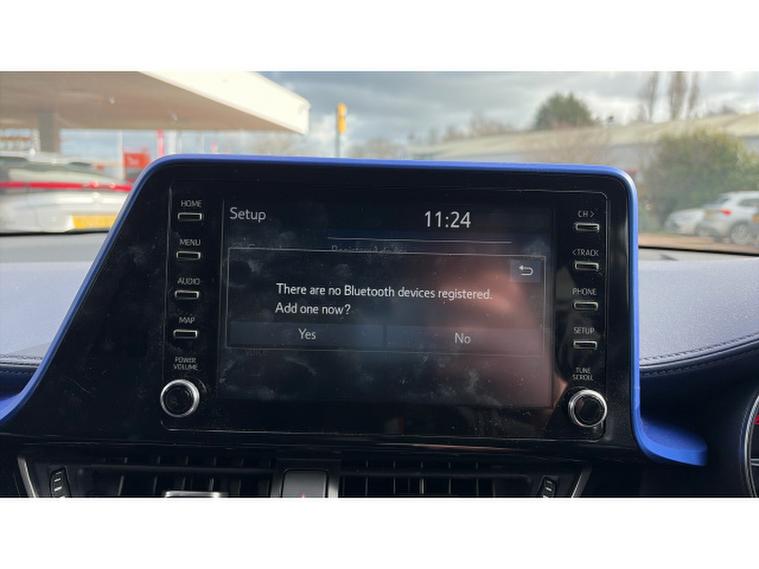 HOME
MENU
AUDIO
MAP
POWER
VOLUME
Setup
11:24
There are no Bluetooth devices registered.
Add one now?
Yes
No
VOICE
CH >
< TRACK
PHONE
SETUP
TUNE
SCROLL